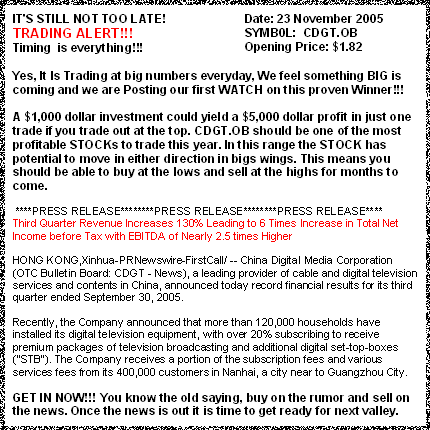 IT'S STILL NOT TOO LATE! Date: 23 November 2005
TRADING ALERT!!! SYMB0L: CDGT.OB
Timing is everything!!! Opening Price: $1.82
Yes, It Is Trading at big numbers everyday, We feel something BIG is
coming and we are Posting our first WATCH on this proven Winner!!!
A $1,000 dollar investment could yield a $5,000 dollar profit in just one
trade if you trade out at the top. CDGT.OB should be one of the most
profitable STOCKs to trade this year. In this range the STOCK has
potential to move in either direction in bigs wings. This means you
should be able to buy at the lows and sell at the highs for months to
come.
****PRESS RELEASE********PRESS RELEASE********PRESS RELEASE****
Third Quarter Revenue Increases 130% Leading to 6 Times Increase in Total Net
Income before Tax with EBITDA of Nearly 2.5 times Higher
HONG KONG,Xinhua-PRNewswire-FirstCall/ -- China Digital Media Corporation
(OTC Bulletin Board: CDGT - News), a leading provider of cable and digital television
services and contents in China, announced today record financial results for its third
quarter ended September 30, 2005.
Recently, the Company announced that more than 120,000 households have
installed its digital television equipment, with over 20% subscribing to receive
premium packages of television broadcasting and additional digital set-top-boxes
("STB"). The Company receives a portion of the subscription fees and various
services fees from its 400,000 customers in Nanhai, a city near to Guangzhou City.
GET IN NOW!!! You know the old saying, buy on the rumor and sell on
the news. Once the news is out it is time to get ready for next valley.